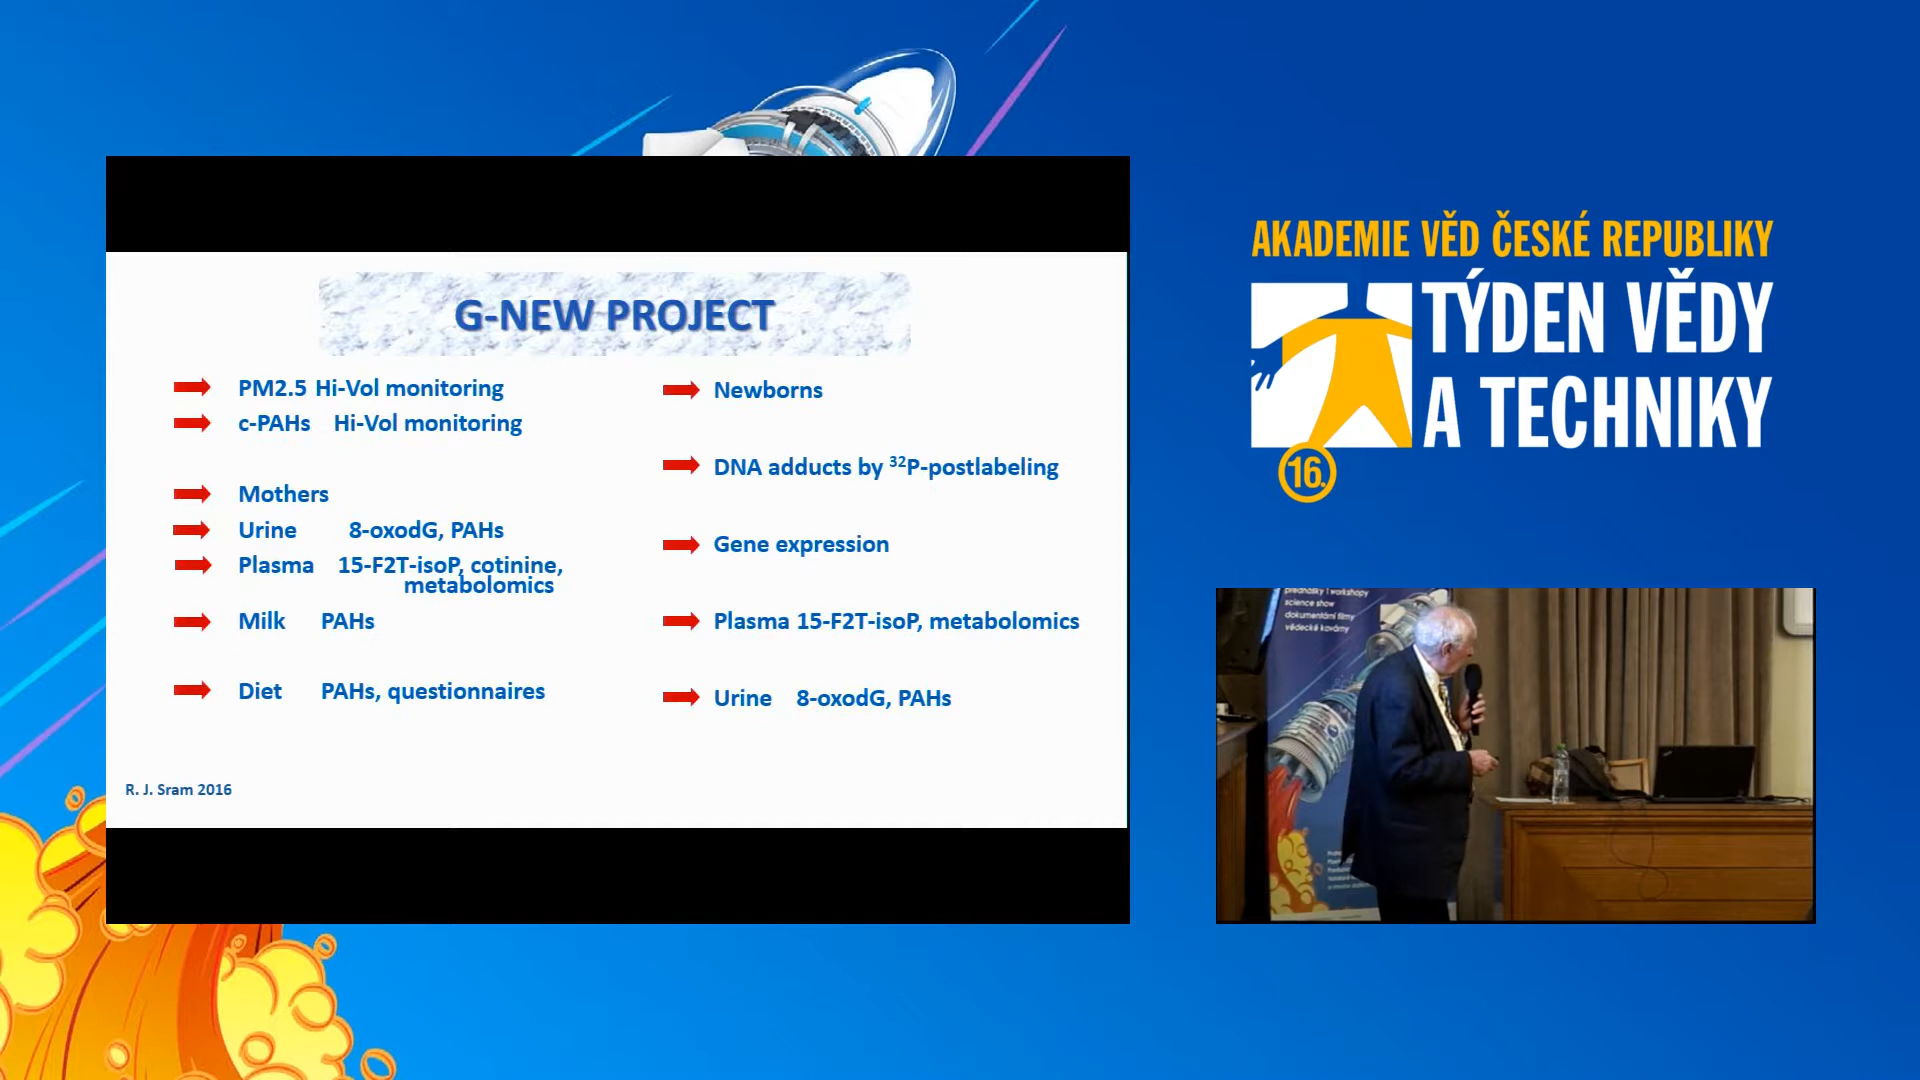 G-NEW PROJECT
PM2.5 Hi-Vol monitoring
c-PAHs Hi-Vol monitoring
Mothers
Urine 8-oxodG, PAHs
Plasma 15-F2T-isoP, cotinine,
metabolomics
Milk PAHs
Diet PAHs, questionnaires
Newborns
DNA adducts by ³²P-postlabeling
Gene expression
Plasma 15-F2T-isoP, metabolomics
Urine 8-oxodG, PAHs
R. J. Sram 2016
AKADEMIE VĚD ČESKÉ REPUBLIKY
TÝDEN VĚDY
A TECHNIKY
16.
přednášky i workshopy
science show
dokumentární filmy
vědecké kavárny